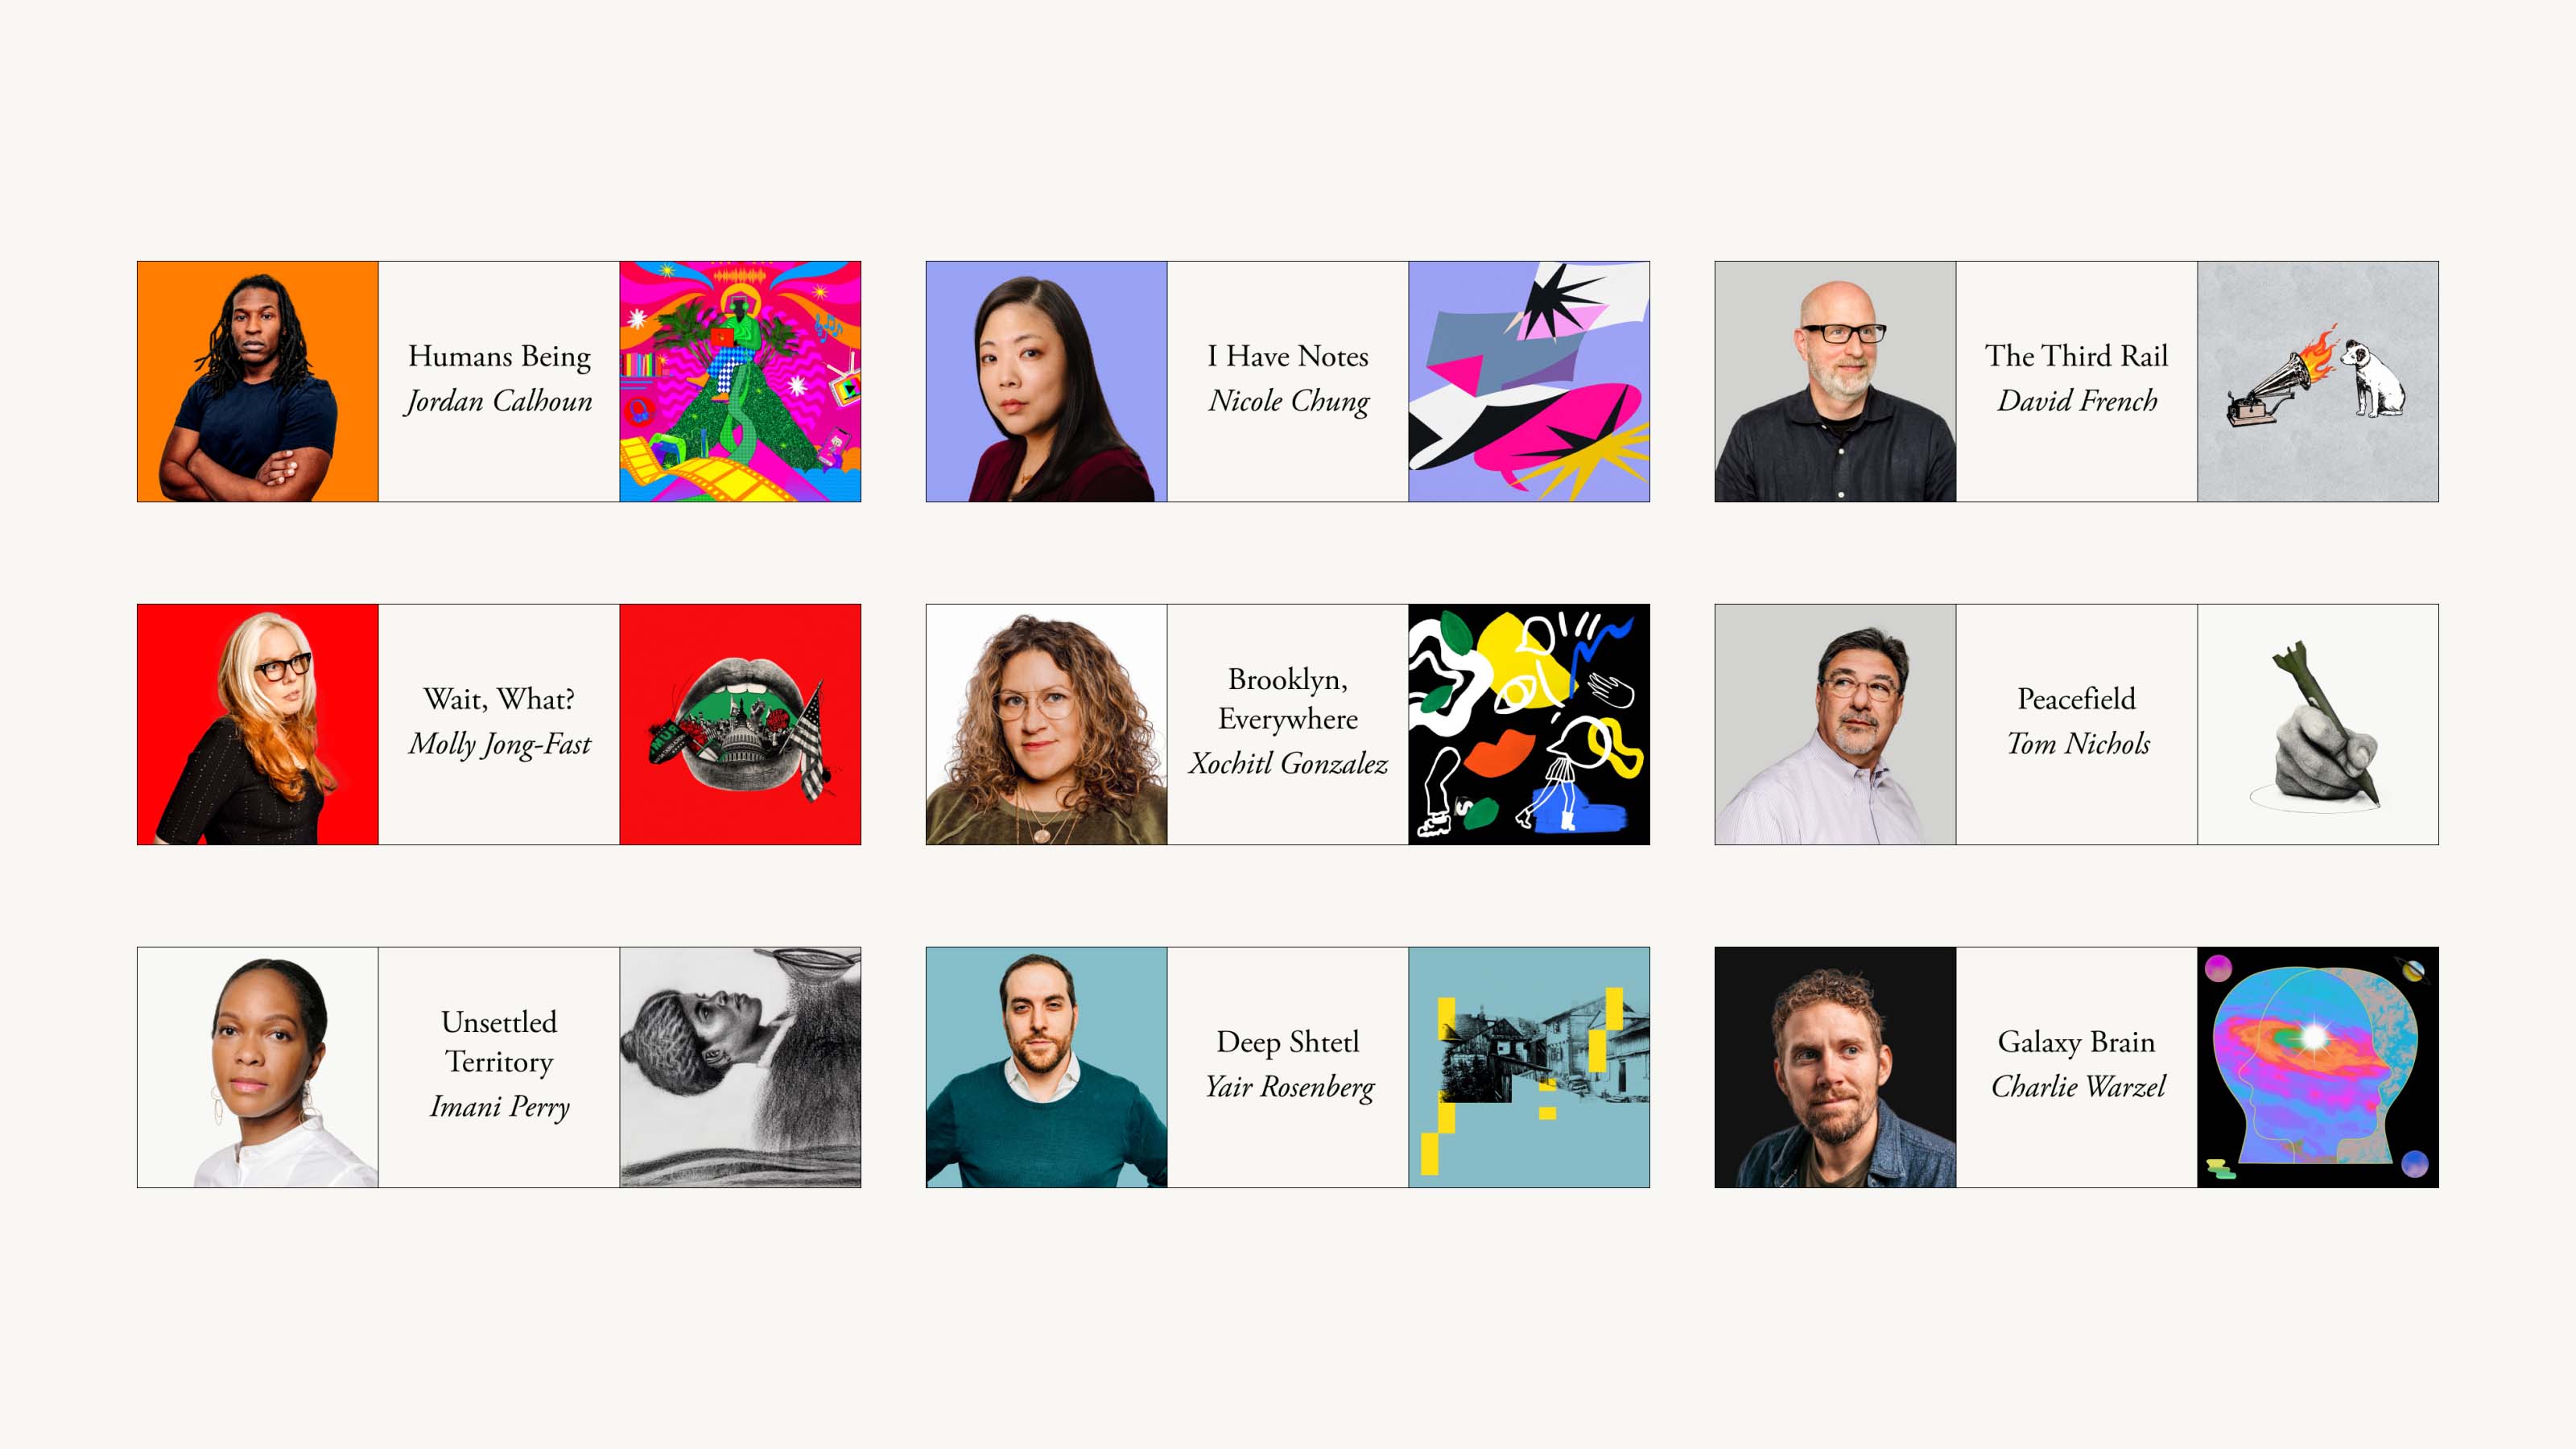 Humans Being
Jordan Calhoun
I Have Notes
Nicole Chung
The Third Rail
David French
Wait, What?
Molly Jong-Fast
Brooklyn,
Everywhere
Xochitl Gonzalez
Peacefield
Tom Nichols
Unsettled
Territory
Imani Perry
Deep Shtetl
Yair Rosenberg
Galaxy Brain
Charlie Warzel